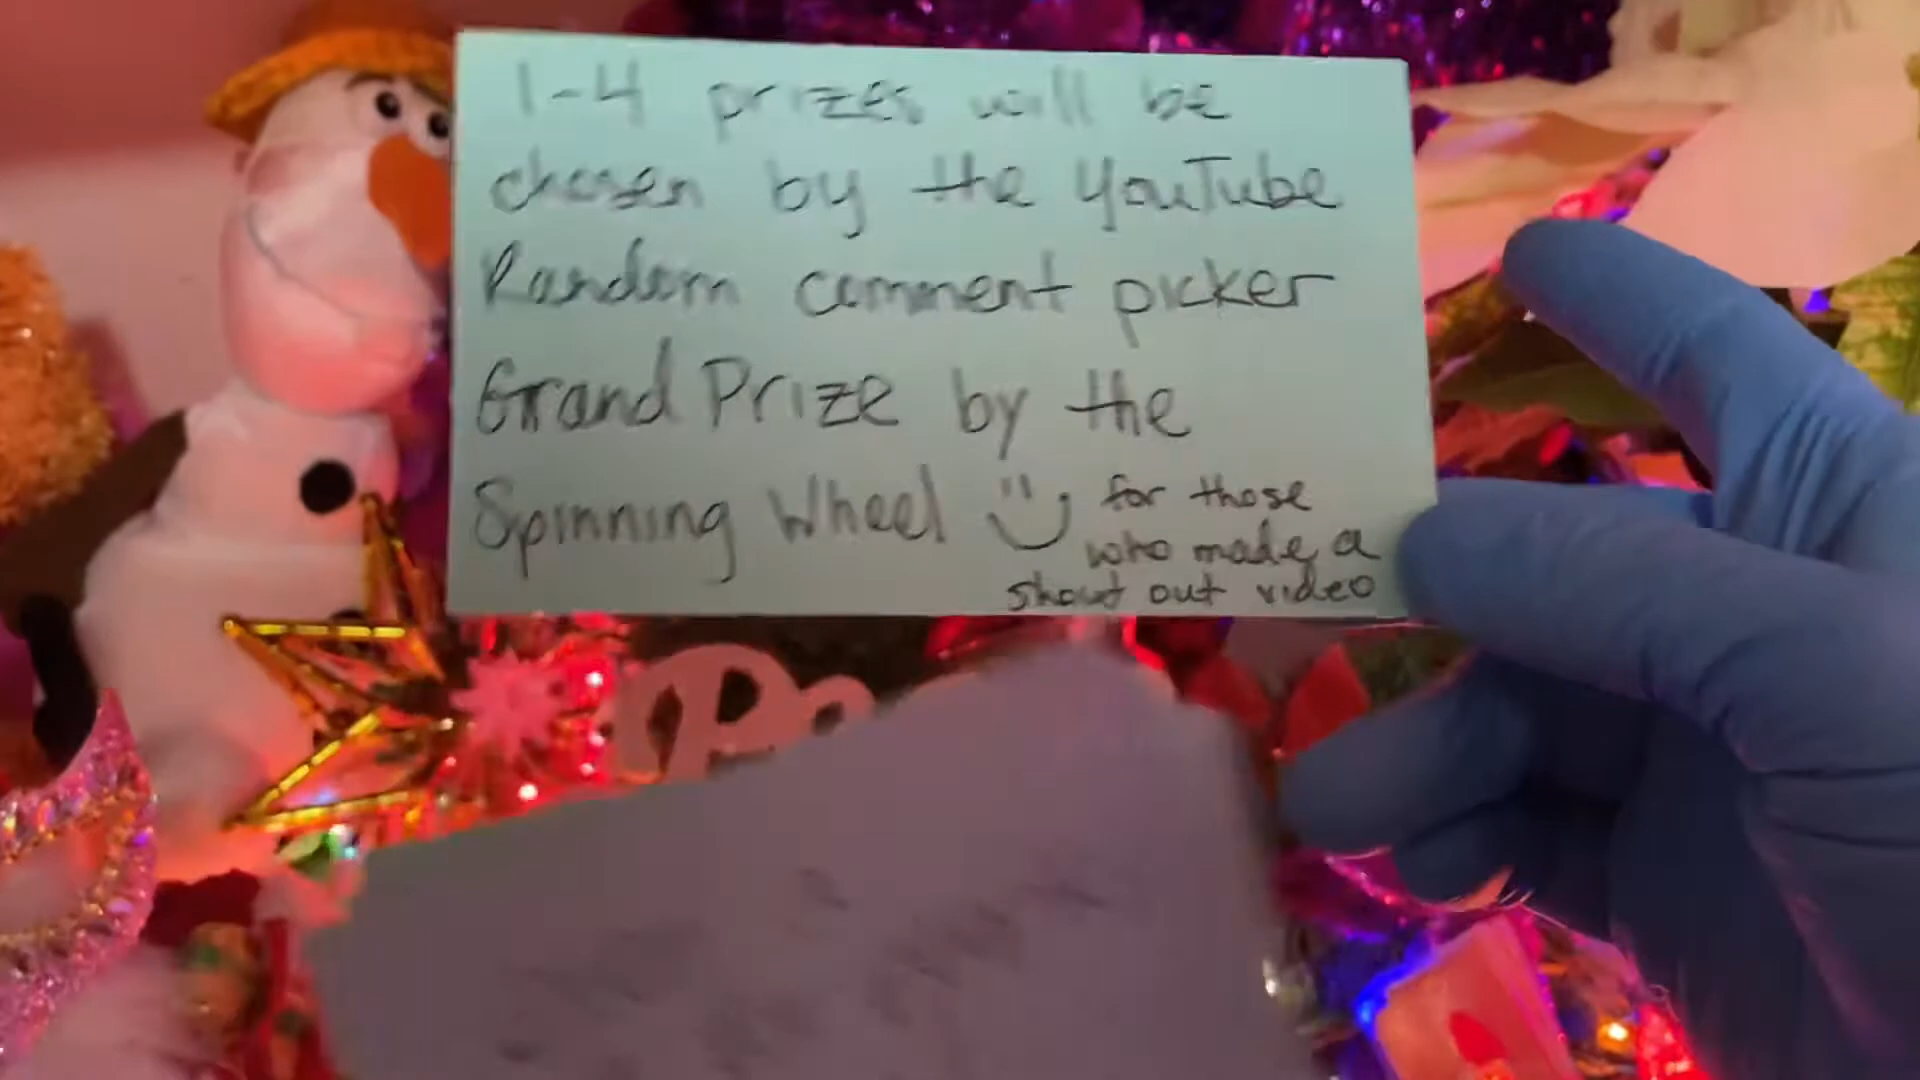 1-4 prizes will be
chosen by the YouTube
Random comment picker
Grand Prize by the
Spinning Wheel for those
who made a
shout out video